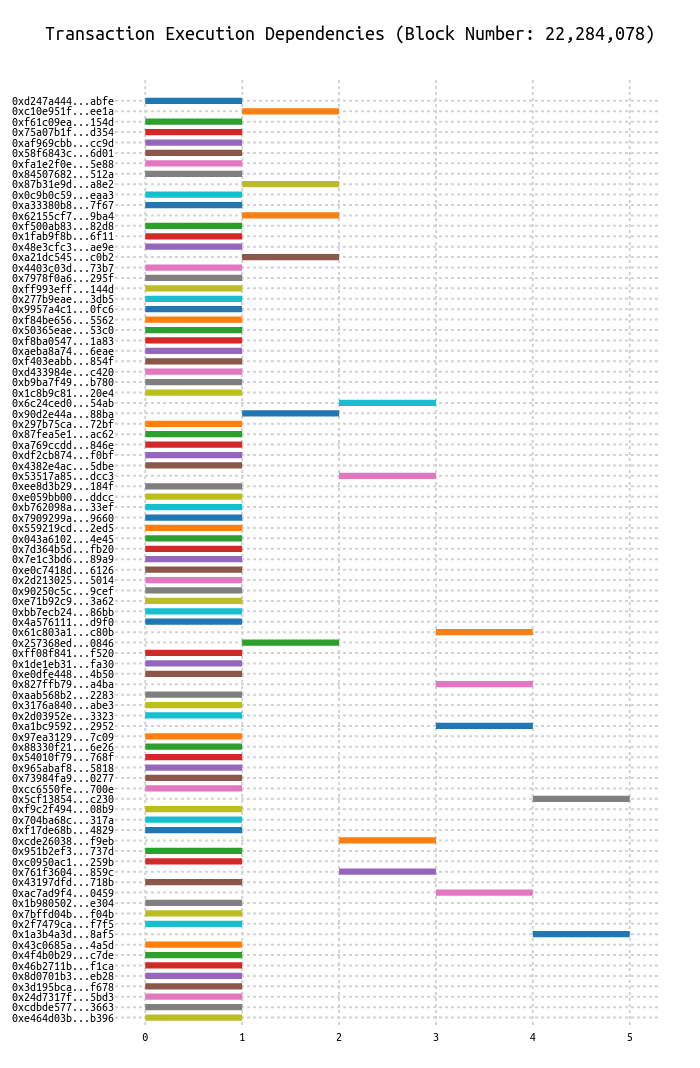 Transaction Execution Dependencies (Block Number: 22,284,078)
0xd247a444...abfe
0xc10e951f...ee1a
0xf61c09ea...154d
0x75a07b1f...d354
0xaf969cbb...cc9d
0x58f6843c...6d01
0xfa1e2f0e...5e88
0x84507682...512a
0x87b31e9d...a8e2
0x0c9b0c59...eaa3
0xa33380b8...7f67
0x62155cf7...9ba4
0xf500ab83...82d8
0x1fab9f8b...6f11
0x48e3cfc3...ae9e
0xa21dc545...c0b2
0x4403c03d...73b7
0x7978f0a6...295f
0xff993eff...144d
0x277b9eae...3db5
0x9957a4c1...0fc6
0xf84be656...5562
0x50365eae...53c0
0xf8ba0547...1a83
0xaeba8a74...6eae
0xf403eabb...854f
0xd433984e...c420
0xb9ba7f49...b780
0x1c8b9c81...20e4
0x6c24ced0...54ab
0x90d2e44a...88ba
0x297b75ca...72bf
0x87fea5e1...ac62
0xa769ccdd...846e
0xdf2cb874...f0bf
0x4382e4ac...5dbe
0x53517a85...dcc3
0xee8d3b29...184f
0xe059bb00...ddcc
0xb762098a...33ef
0x7909299a...9660
0x559219cd...2ed5
0x043a6102...4e45
0x7d364b5d...fb20
0x7e1c3bd6...89a9
0xe0c7418d...6126
0x2d213025...5014
0x90250c5c...9cef
0xe71b92c9...3a62
0xbb7ecb24...86bb
0x4a576111...d9f0
0x61c803a1...c80b
0x257368ed...0846
0xff08f841...f520
0x1de1eb31...fa30
0xe0dfe448...4b50
0x827ffb79...a4ba
0xaab568b2...2283
0x3176a840...abe3
0x2d03952e...3323
0xa1bc9592...2952
0x97ea3129...7c09
0x88330f21...6e26
0x54010f79...768f
0x965abaf8...5818
0x73984fa9...0277
0xcc6550fe...700e
0x5cf13854...c230
0xf9c2f494...08b9
0x704ba68c...317a
0xf17de68b...4829
0xcde26038...f9eb
0x951b2ef3...737d
0xc0950ac1...259b
0x761f3604...859c
0x43197dfd...718b
0xac7ad9f4...0459
0x1b980502...e304
0x7bffd04b...f04b
0x2f7479ca...f7f5
0x1a3b4a3d...8af5
0x43c0685a...4a5d
0x4f4b0b29...c7de
0x46b2711b...f1ca
0x8d0701b3...eb28
0x3d195bca...f678
0x24d7317f...5bd3
0xcdbde577...3663
0xe464d03b...b396
0 1 2 3 4 5